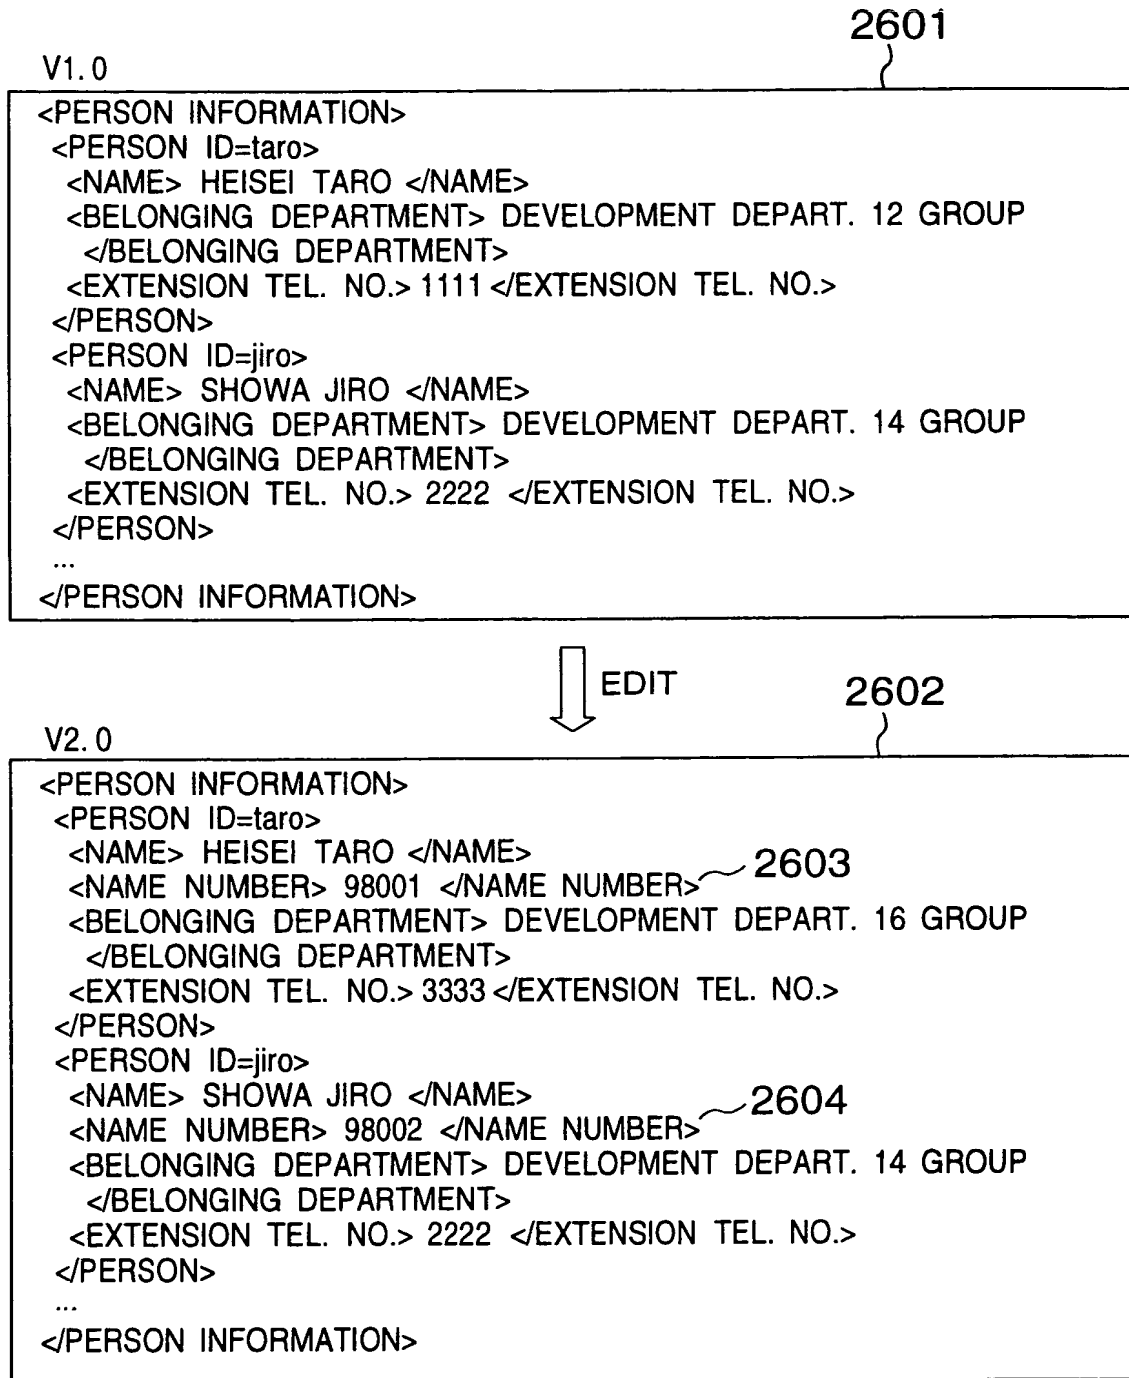 2601
V1.0
<PERSON INFORMATION>
<PERSON ID=taro>
<NAME> HEISEI TARO </NAME>
<BELONGING DEPARTMENT> DEVELOPMENT DEPART. 12 GROUP
</BELONGING DEPARTMENT>
<EXTENSION TEL. NO.> 1111 </EXTENSION TEL. NO.>
</PERSON>
<PERSON ID=jiro>
<NAME> SHOWA JIRO </NAME>
<BELONGING DEPARTMENT> DEVELOPMENT DEPART. 14 GROUP
</BELONGING DEPARTMENT>
<EXTENSION TEL. NO.> 2222 </EXTENSION TEL. NO.>
</PERSON>
...
</PERSON INFORMATION>
EDIT
2602
V2.0
<PERSON INFORMATION>
<PERSON ID=taro>
<NAME> HEISEI TARO </NAME>
<NAME NUMBER> 98001 </NAME NUMBER> 2603
<BELONGING DEPARTMENT> DEVELOPMENT DEPART. 16 GROUP
</BELONGING DEPARTMENT>
<EXTENSION TEL. NO.> 3333 </EXTENSION TEL. NO.>
</PERSON>
<PERSON ID=jiro>
<NAME> SHOWA JIRO </NAME>
<NAME NUMBER> 98002 </NAME NUMBER> 2604
<BELONGING DEPARTMENT> DEVELOPMENT DEPART. 14 GROUP
</BELONGING DEPARTMENT>
<EXTENSION TEL. NO.> 2222 </EXTENSION TEL. NO.>
</PERSON>
...
</PERSON INFORMATION>